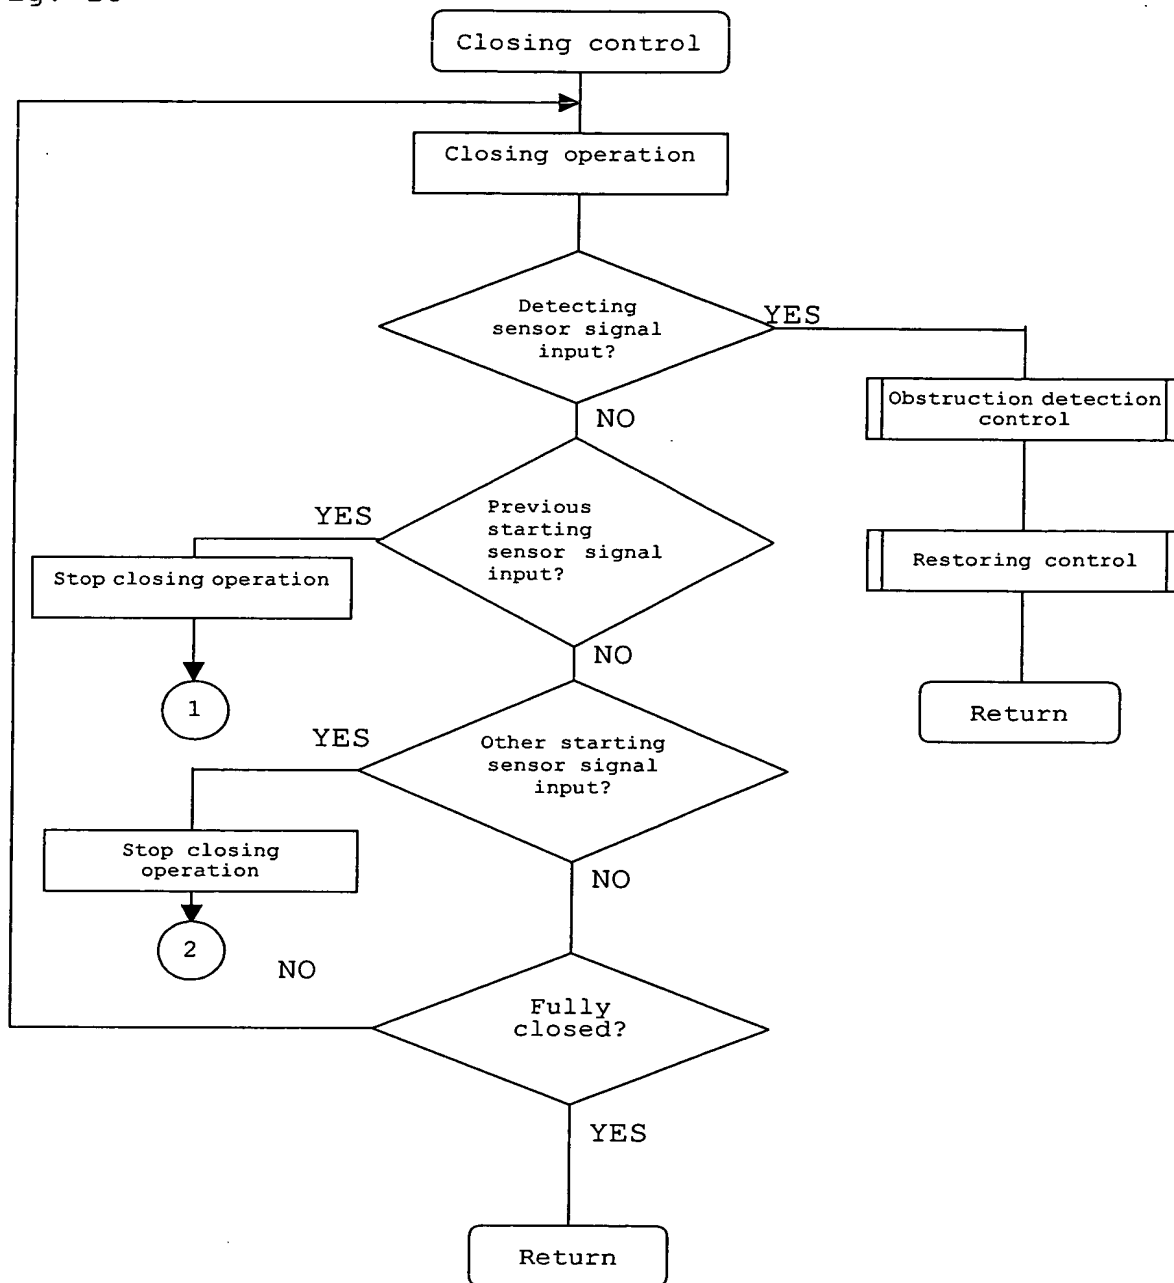 Closing control
Closing operation
Detecting
sensor signal
input?
YES
Obstruction detection
control
NO
Previous
starting
sensor signal
input?
YES
Stop closing operation
Restoring control
NO
1
Return
Other starting
sensor signal
input?
YES
Stop closing
operation
NO
2
NO
Fully
closed?
YES
Return